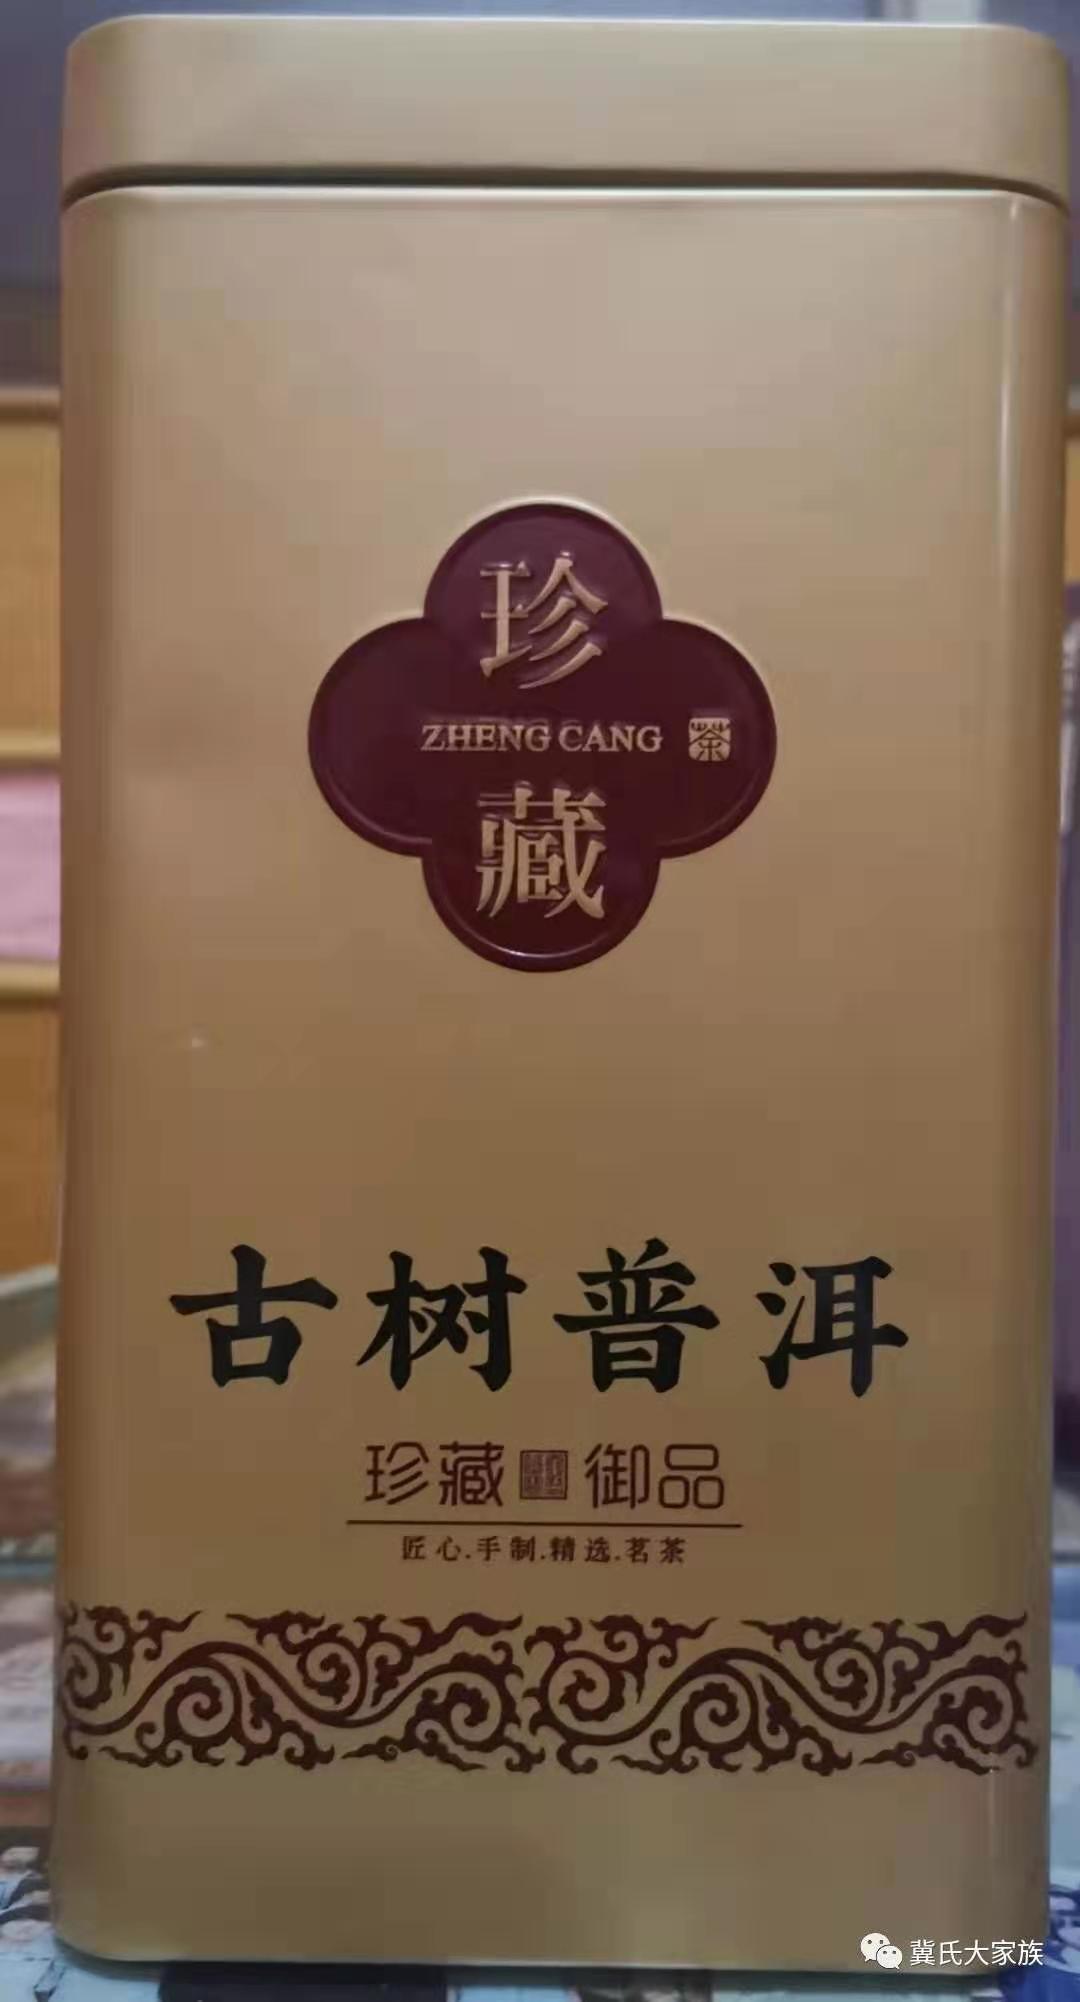 珍
ZHENG CANG 茶
藏
古树普洱
珍藏 御品
匠心.手制.精选.茗茶
冀氏大家族